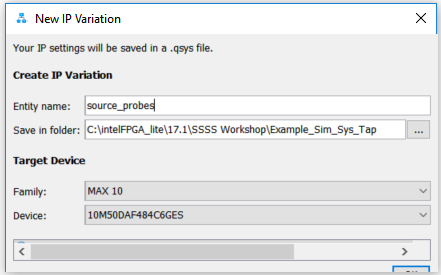 New IP Variation
Your IP settings will be saved in a .qsys file.
Create IP Variation
Entity name: source_probes
Save in folder: C:\intelFPGA_lite\17.1\SSSS Workshop\Example_Sim_Sys_Tap ...
Target Device
Family: MAX 10
Device: 10M50DAF484C6GES